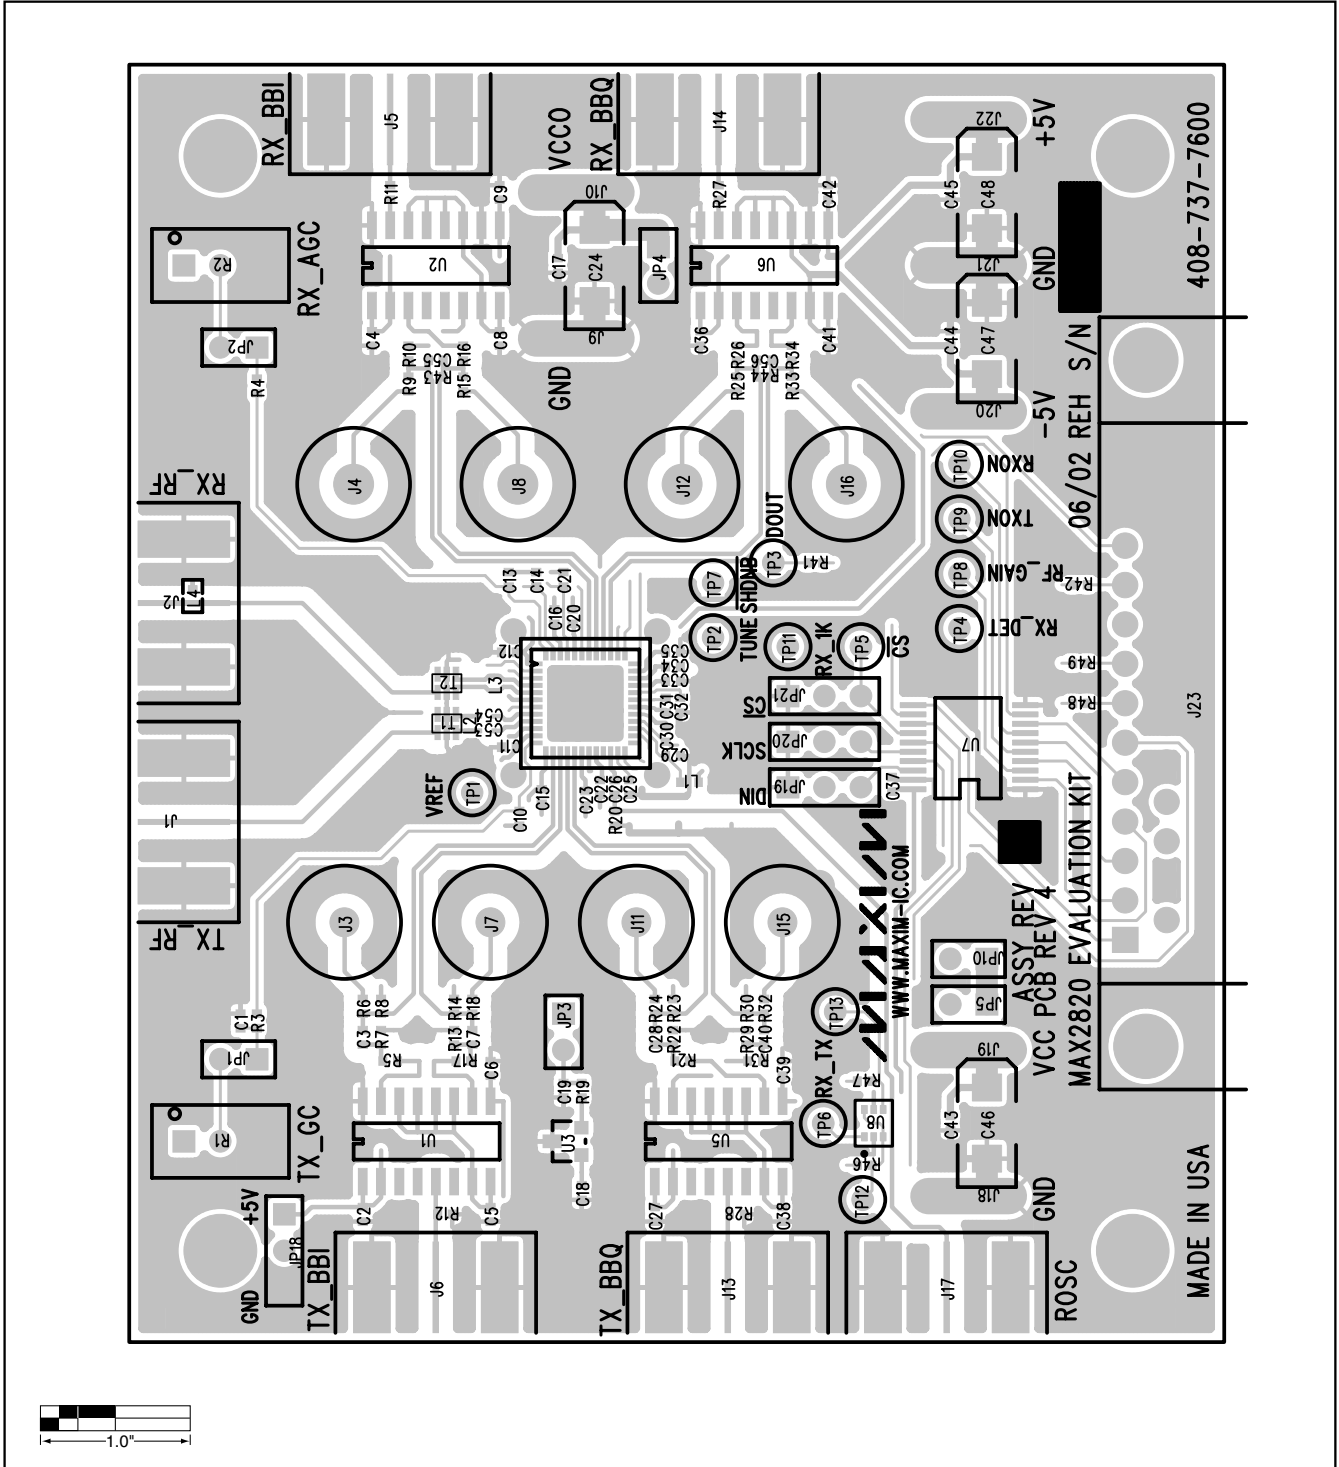 RX_BBI
J5
VCCO
RX_BBQ
J14
J22
+5V
408-737-7600
R11
C9
J10
R27
C42
C45
C48
R2
RX_AGC
U2
C17
C24
JP4
U6
J21
GND
JP2
C4
C8
J9
C36
C41
C44
C47
S/N
R4
R9
R10
C55
R43
R16
R15
GND
R25
R26
C56
R44
R34
R33
J20
-5V
06/02 REH
RX_RF
J4
J8
J12
J16
TP10
RXON
TP9
TXON
DOUT
TP3
R41
TP8
RF_GAIN
R42
J2
L4
C13
C14
C21
C16
C20
TP7
SHDNB
TP2
TUNE
TP11
RX_1K
TP5
CS
TP4
RX_DET
C12
C35
C34
C33
R49
T2
L3
C31
C32
JP21
CS
R48
J23
T1
C54
C53
L2
C11
C30
C29
JP20
SCLK
U7
J1
VREF
TP1
L1
JP19
DIN
C37
C10
C15
C23
C22
C26
C25
R20
MAXIM
WWW.MAXIM-IC.COM
TX_RF
J3
J7
J11
J15
ASSY REV
VCC PCB REV 4
MAX2820 EVALUATION KIT
JP10
JP5
C1
R3
R6
R8
C3
R7
R5
R14
R18
R13
C7
R17
C6
JP3
R24
R23
C28
R22
R21
R30
R32
R29
C40
R31
C39
TP13
J19
JP1
C19
R19
RX_TX
R47
R1
TX_GC
U1
U3
U5
TP6
U8
C43
C46
R46
+5V
JP18
GND
C2
R12
C5
C18
C27
R28
C38
TP12
J18
GND
MADE IN USA
TX_BBI
J6
TX_BBQ
J13
J17
ROSC
1.0"